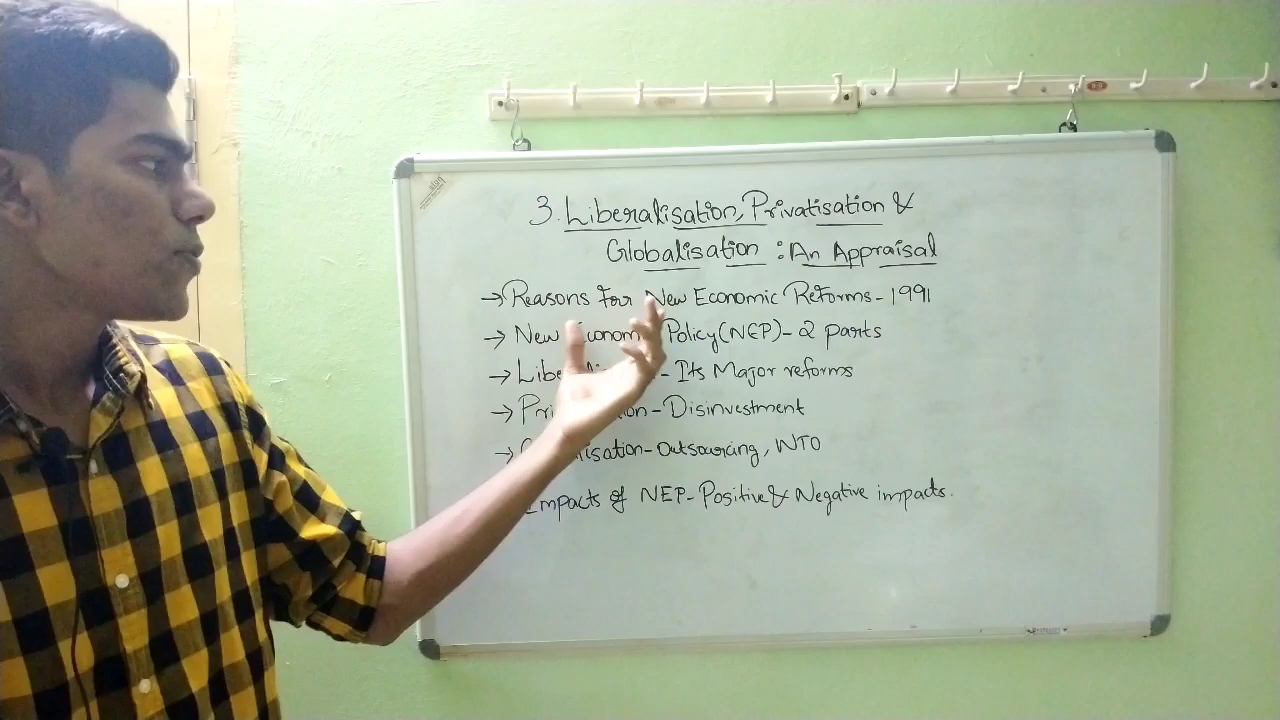 3. Liberalisation, Privatisation &
Globalisation : An Appraisal
→ Reasons for New Economic Reforms - 1991
→ New Policy (NEP) - 2 parts
→ - Its Major reforms
→ - Disinvestment
→ - Outsourcing, WTO
Impacts of NEP - Positive & Negative impacts.